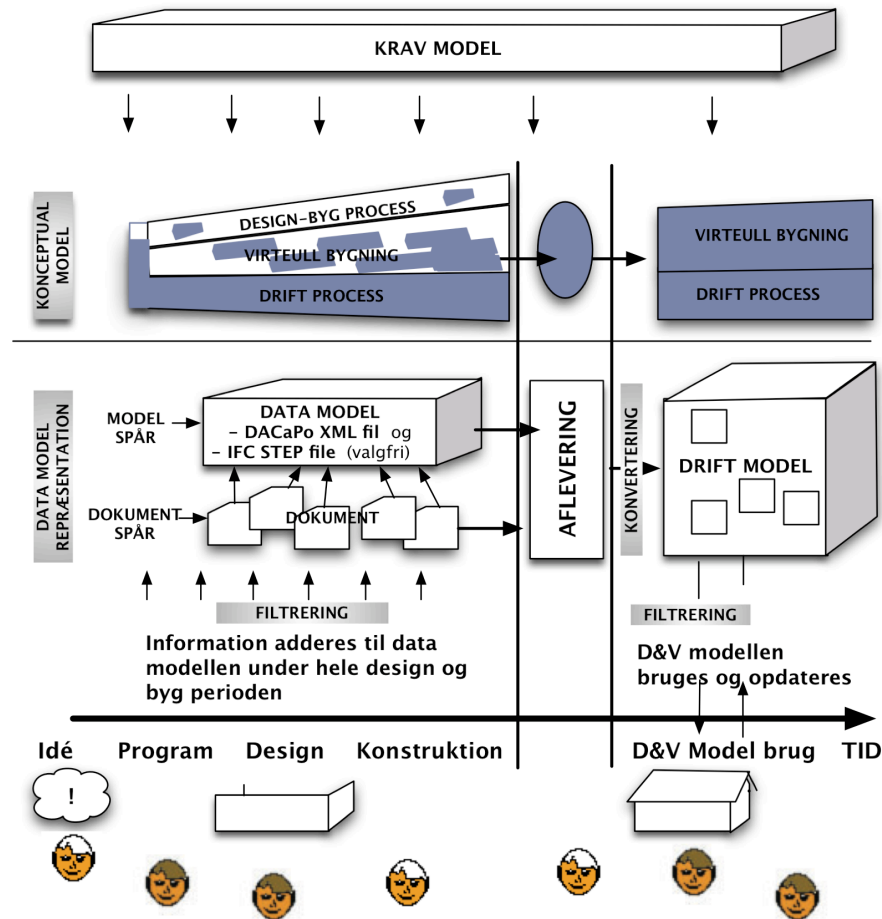 KRAV MODEL
KONCEPTUAL
MODEL
DESIGN-BYG PROCESS
VIRTEULL BYGNING
DRIFT PROCESS
VIRTEULL BYGNING
DRIFT PROCESS
DATA MODEL
REPRÆSENTATION
MODEL
SPÅR
DATA MODEL
– DACaPo XML fil og
– IFC STEP file (valgfri)
DOKUMENT
SPÅR
DOKUMENT
AFLEVERING
KONVERTERING
DRIFT MODEL
FILTRERING
FILTRERING
Information adderes til data
modellen under hele design og
byg perioden
D&V modellen
bruges og opdateres
Idé
Program
Design
Konstruktion
D&V Model brug
TID
!